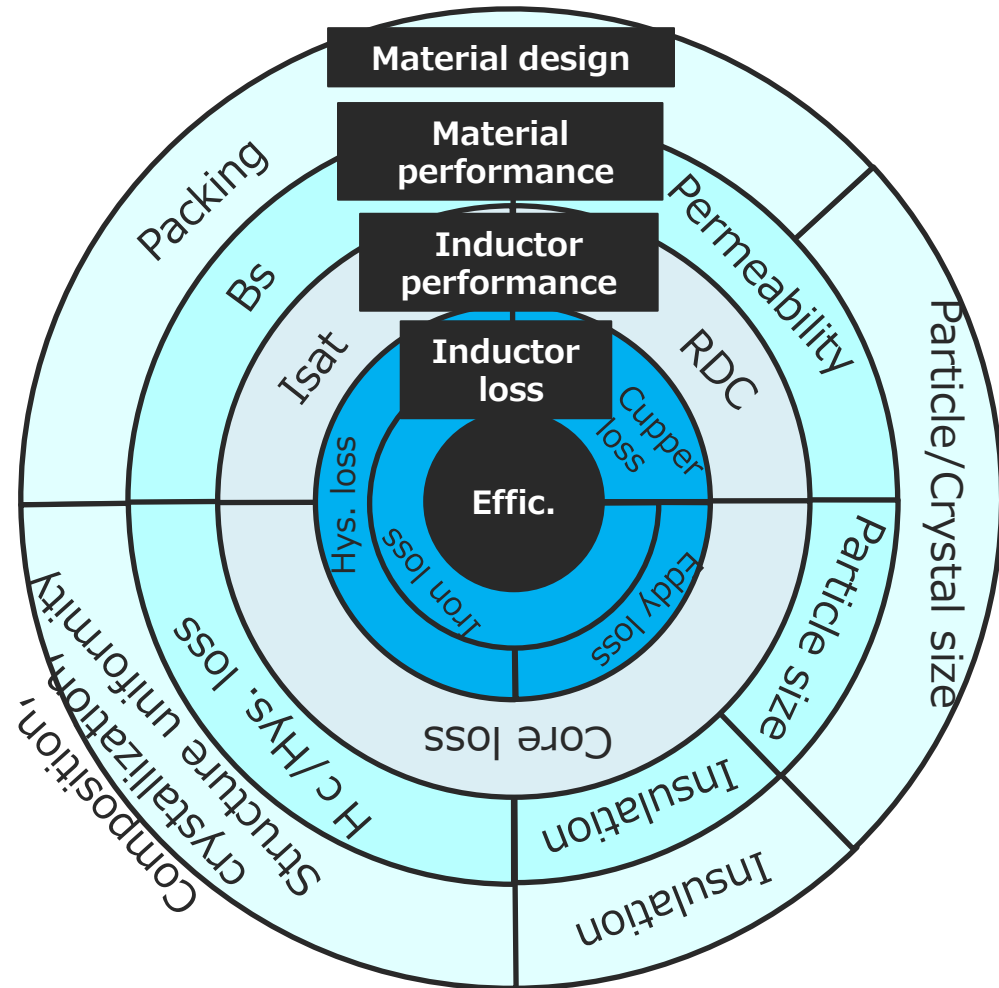 Material design
Material
performance
Inductor
performance
Inductor
loss
Effic.
Packing
Bs
Isat
Hys. loss
Iron loss
Cupper
loss
Eddy loss
RDC
Permeability
Particle/Crystal size
Particle size
Core loss
Insulation
Insulation
H c/Hys. loss
Composition,
crystallization,
Structure uniformity